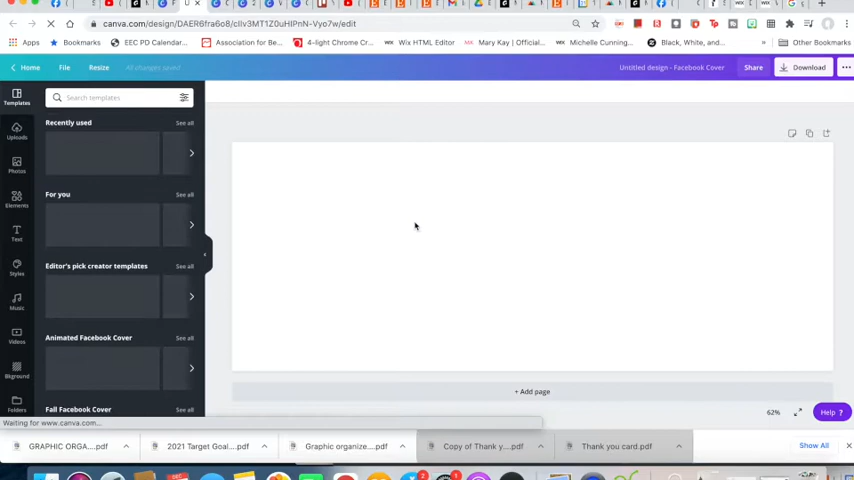 canva.com/design/DAER6fra6o8/cIIv3MT1Z0uHIPnN-Vyo7w/edit
Apps
Bookmarks
EEC PD Calendar...
Association for Be...
4-light Chrome Cr...
Wix HTML Editor
Mary Kay | Official...
Michelle Cunning...
Black, White, and...
»
Other Bookmarks
Home
File
Resize
All changes saved
Untitled design - Facebook Cover
Share
Download
Templates
Search templates
Recently used
See all
Uploads
Photos
For you
See all
Elements
Text
Styles
Editor's pick creator templates
See all
Music
Videos
Animated Facebook Cover
See all
Bkground
Folders
Fall Facebook Cover
See all
+ Add page
62%
Help ?
Waiting for www.canva.com...
GRAPHIC ORGA....pdf
2021 Target Goal....pdf
Graphic organize....pdf
Copy of Thank y....pdf
Thank you card.pdf
Show All